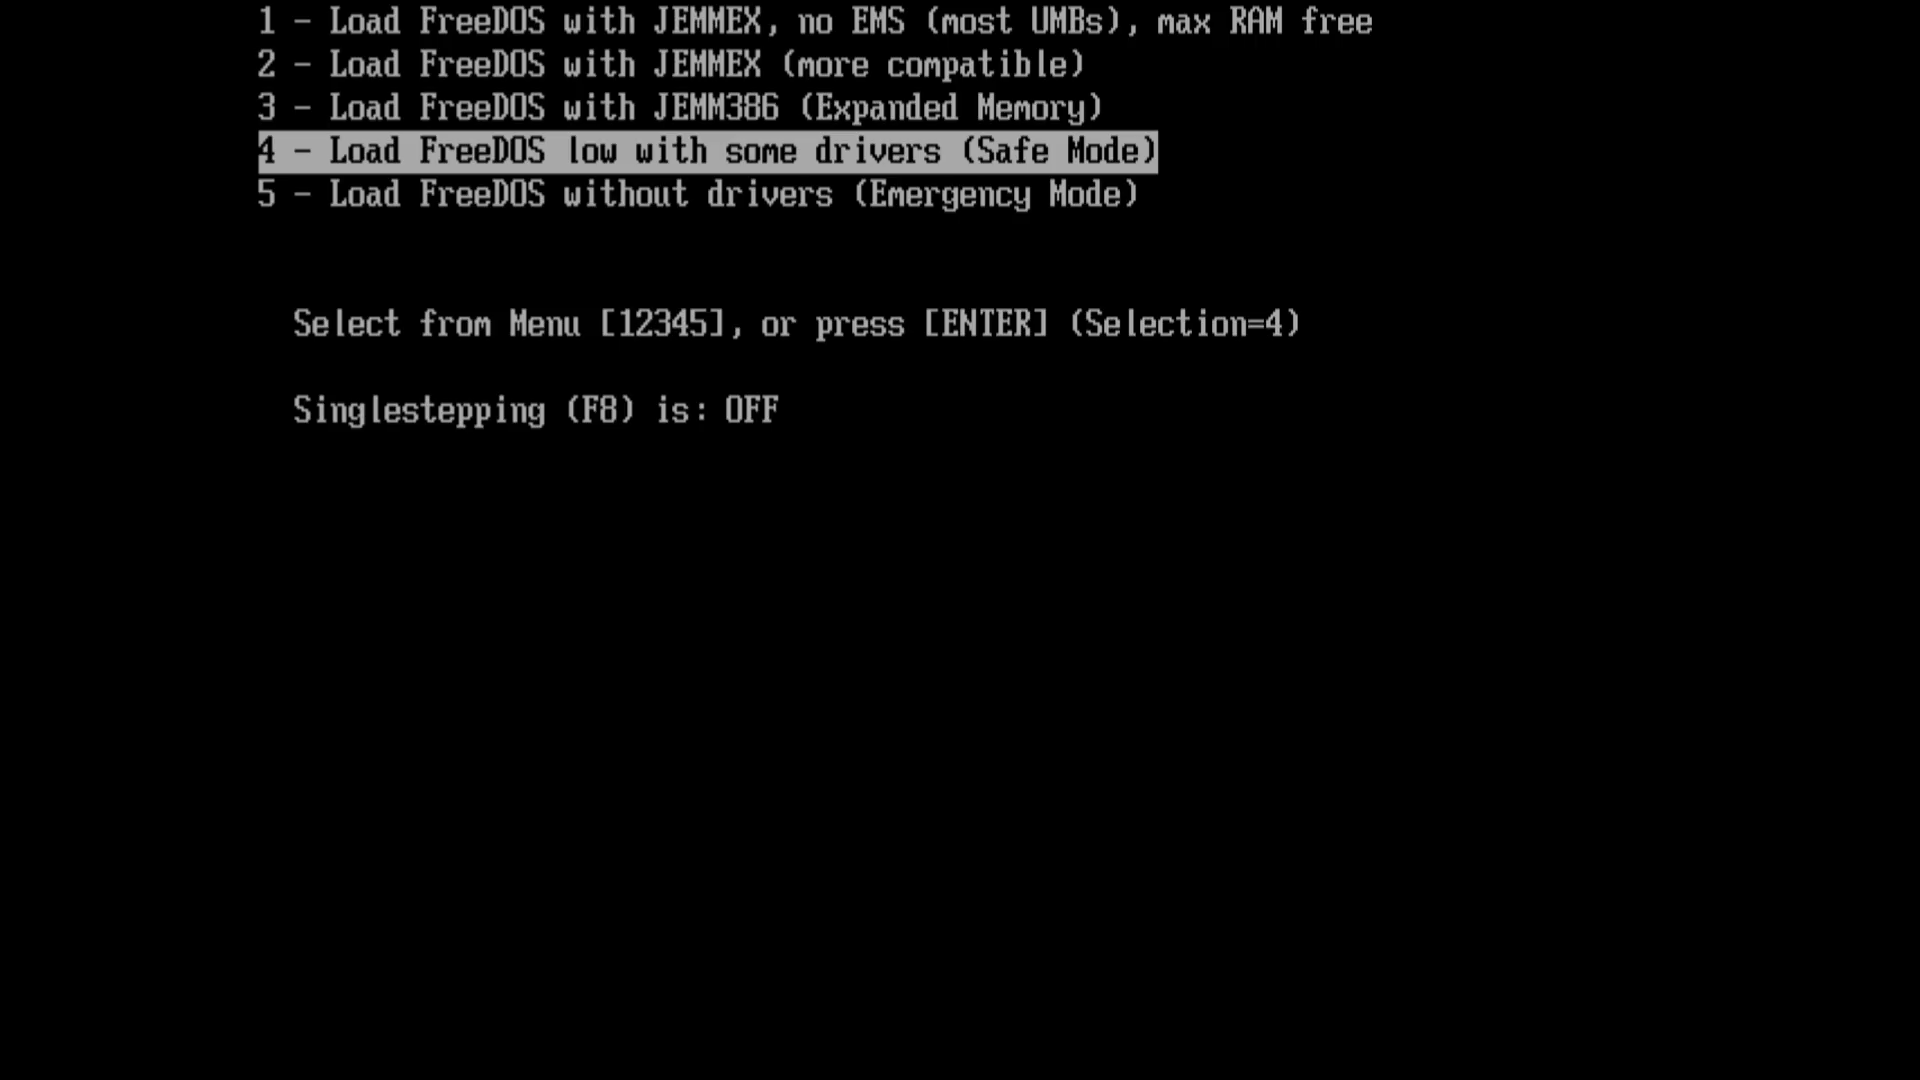 1 - Load FreeDOS with JEMMEX, no EMS (most UMBs), max RAM free
2 - Load FreeDOS with JEMMEX (more compatible)
3 - Load FreeDOS with JEMM386 (Expanded Memory)
4 - Load FreeDOS low with some drivers (Safe Mode)
5 - Load FreeDOS without drivers (Emergency Mode)
Select from Menu [12345], or press [ENTER] (Selection=4)
Singlestepping (F8) is: OFF